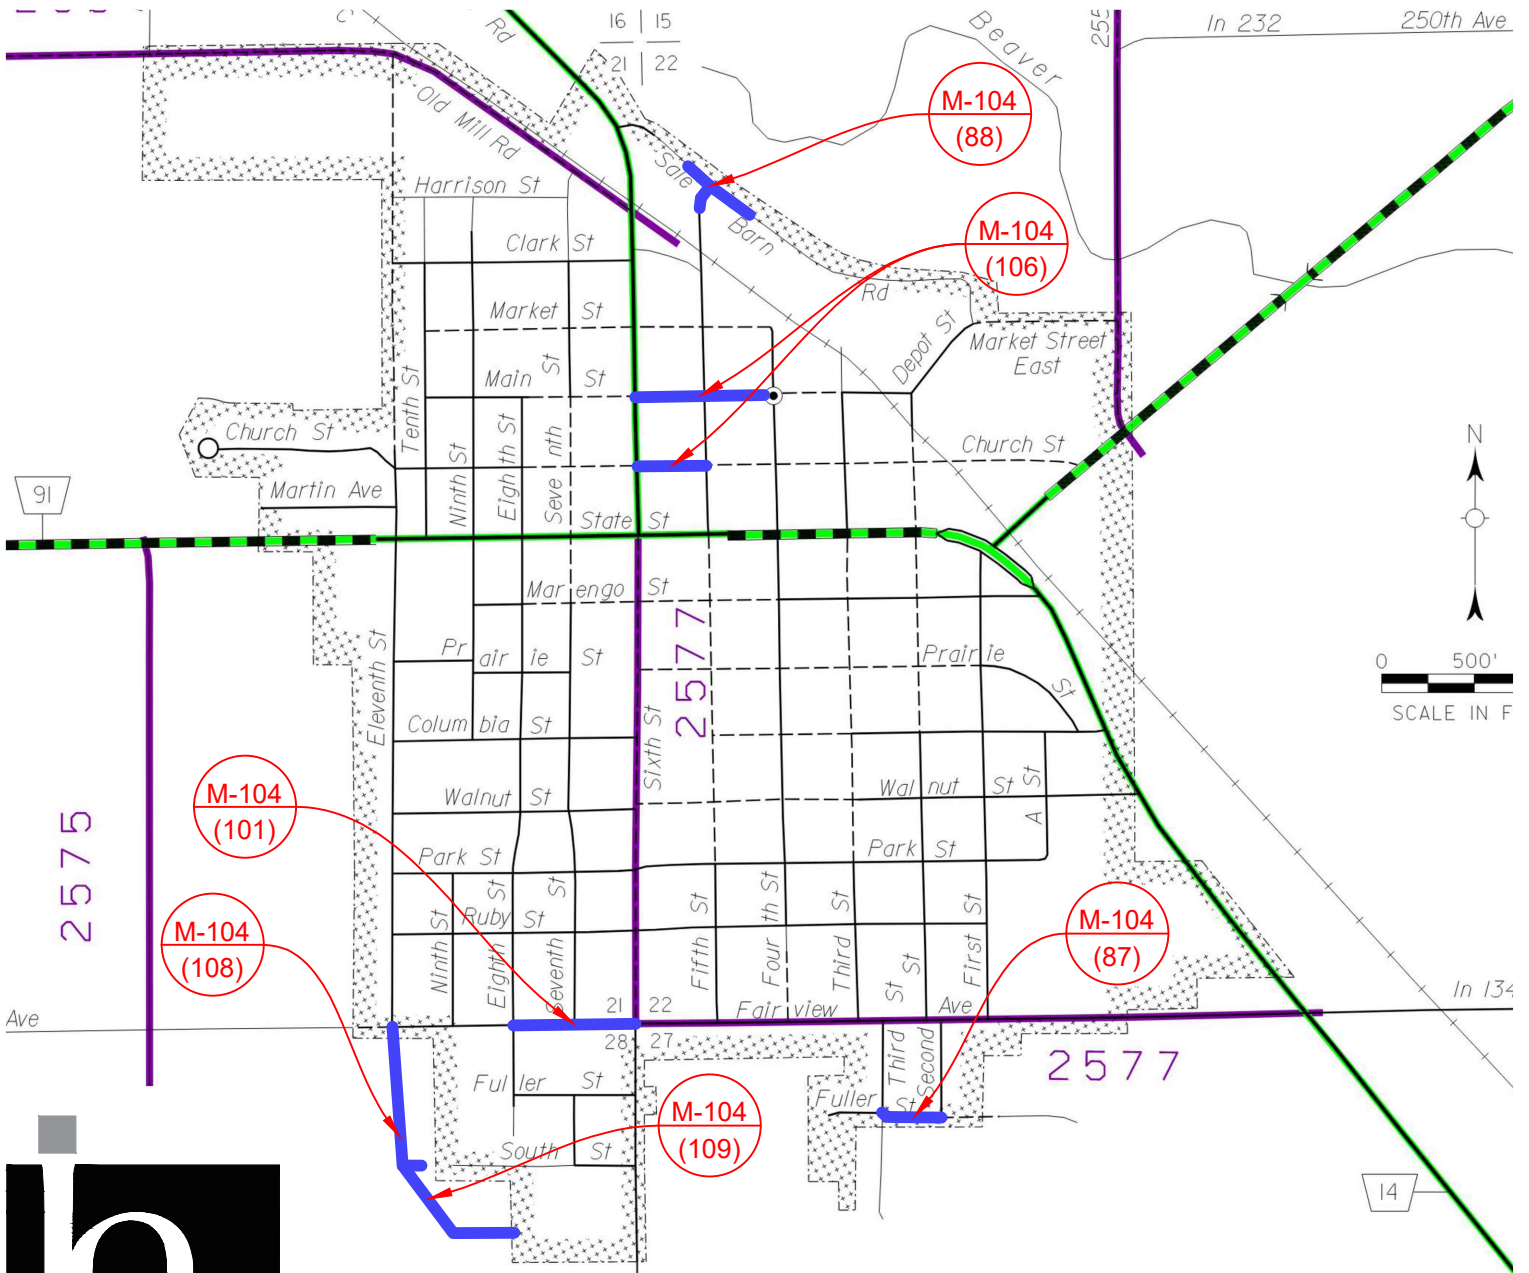 Rd
Beaver
255
In 232
250th Ave
16 15
21 22
M-104
(88)
Old Mill Rd
Sale Barn Rd
Harrison St
Clark St
M-104
(106)
Market St
Depot St
Market Street
East
Main St
Tenth St
Ninth St
Eighth St
Seventh St
Church St
Church St
Martin Ave
91
State St
N
Marengo St
2577
Prairie St
Prairie St
Eleventh St
Sixth St
0 500'
SCALE IN F
Columbia St
M-104
(101)
Walnut St
Walnut St
A St
2575
Park St
Park St
M-104
(108)
Ruby St
Ninth St
Eighth St
Seventh St
Fifth St
Fourth St
Third St
St
First St
M-104
(87)
In 134
Ave
21 22
28 27
Fairview Ave
2577
Third St
Second
Fuller St
Fuller
M-104
(109)
South St
14